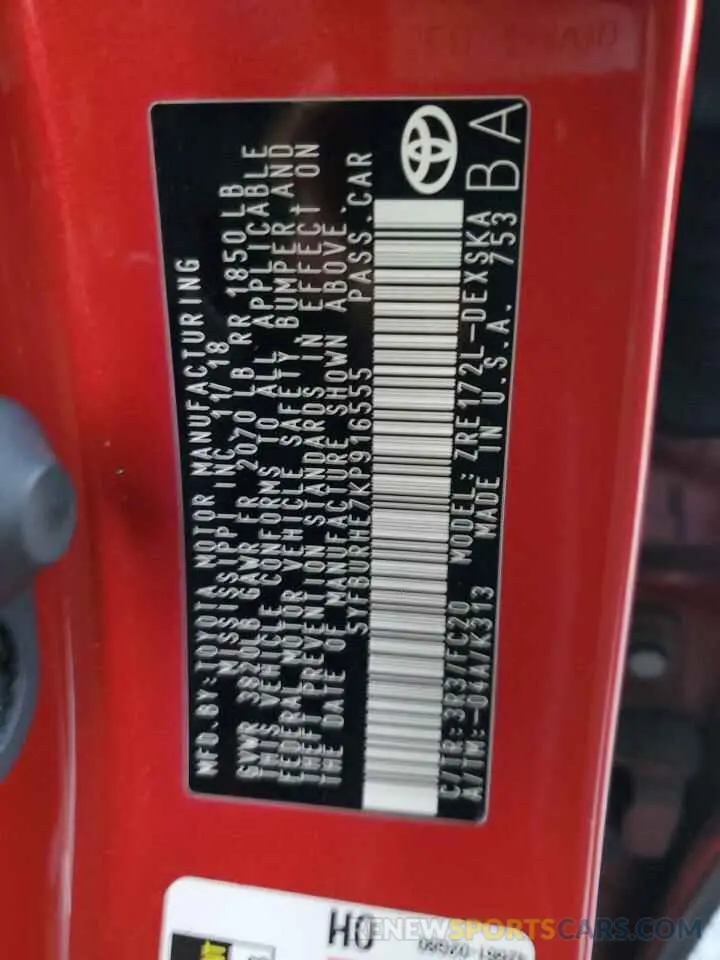 MFD.BY:TOYOTA MOTOR MANUFACTURING
MISSISSIPPI INC. 11/18
GVWR 3820LB GAWR FR 2070 LB RR 1850LB
THIS VEHICLE CONFORMS TO ALL APPLICABLE
FEDERAL MOTOR VEHICLE SAFETY BUMPER AND
THEFT PREVENTION STANDARDS IN EFFECT ON
THE DATE OF MANUFACTURE SHOWN ABOVE.
5YFBURHE7KP916555 PASS.CAR
C/TR:3R3/FC20 MODEL:ZRE172L-DEXSKA
A/TM:-04A/K313 MADE IN U.S.A. 753
BA
HO
RENEWSPORTSCARS.COM